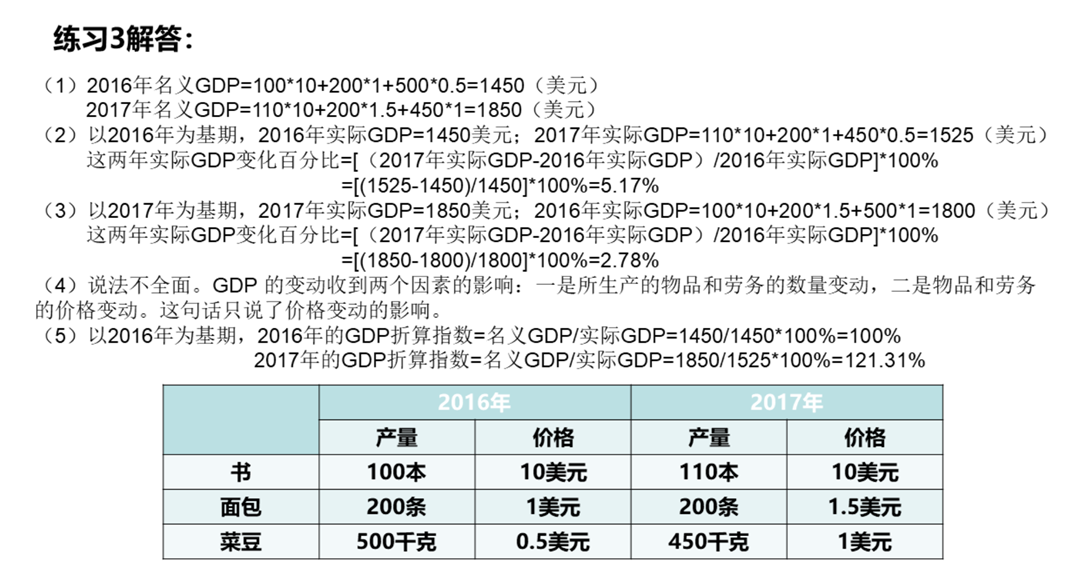 练习3解答：
（1）2016年名义GDP=100*10+200*1+500*0.5=1450（美元）
2017年名义GDP=110*10+200*1.5+450*1=1850（美元）
（2）以2016年为基期，2016年实际GDP=1450美元；2017年实际GDP=110*10+200*1+450*0.5=1525（美元）
这两年实际GDP变化百分比=[（2017年实际GDP-2016年实际GDP）/2016年实际GDP]*100%
=[(1525-1450)/1450]*100%=5.17%
（3）以2017年为基期，2017年实际GDP=1850美元；2016年实际GDP=100*10+200*1.5+500*1=1800（美元）
这两年实际GDP变化百分比=[（2017年实际GDP-2016年实际GDP）/2016年实际GDP]*100%
=[(1850-1800)/1800]*100%=2.78%
（4）说法不全面。GDP 的变动收到两个因素的影响：一是所生产的物品和劳务的数量变动，二是物品和劳务
的价格变动。这句话只说了价格变动的影响。
（5）以2016年为基期，2016年的GDP折算指数=名义GDP/实际GDP=1450/1450*100%=100%
2017年的GDP折算指数=名义GDP/实际GDP=1850/1525*100%=121.31%
2016年 2017年
产量 价格 产量 价格
书 100本 10美元 110本 10美元
面包 200条 1美元 200条 1.5美元
菜豆 500千克 0.5美元 450千克 1美元